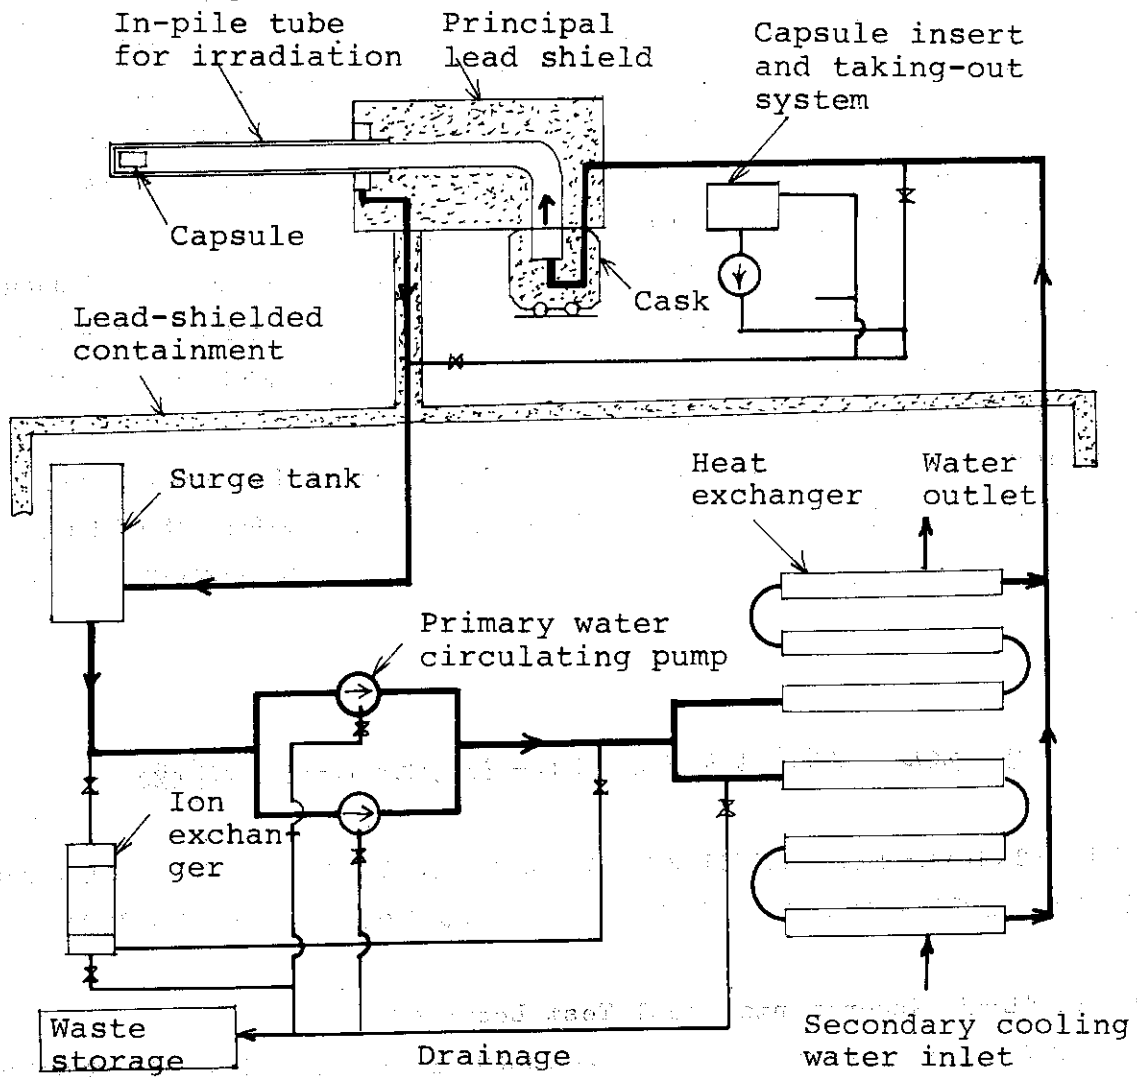 In-pile tube
for irradiation
Principal
lead shield
Capsule insert
and taking-out
system
Capsule
Cask
Lead-shielded
containment
Surge tank
Heat
exchanger
Water
outlet
Primary water
circulating pump
Ion
exchan-
ger
Waste
storage
Drainage
Secondary cooling
water inlet